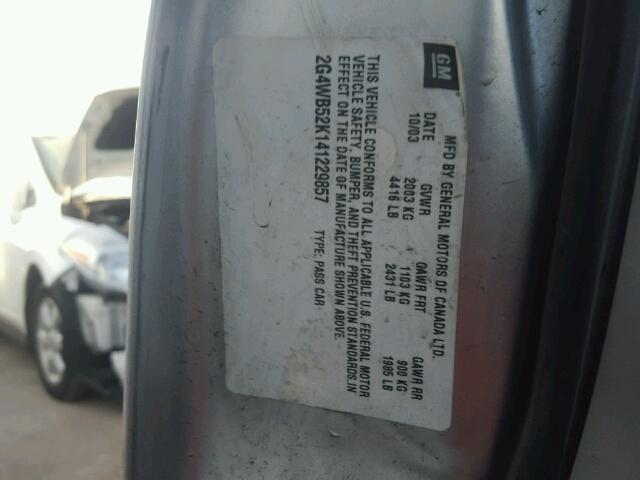 GM
MFD BY GENERAL MOTORS OF CANADA LTD.
DATE GVWR GAWR FRT GAWR RR
10/03 2003 KG 1103 KG 900 KG
4416 LB 2431 LB 1985 LB
THIS VEHICLE CONFORMS TO ALL APPLICABLE U.S. FEDERAL MOTOR
VEHICLE SAFETY, BUMPER, AND THEFT PREVENTION STANDARDS IN
EFFECT ON THE DATE OF MANUFACTURE SHOWN ABOVE.
2G4WB52K141229857 TYPE: PASS CAR